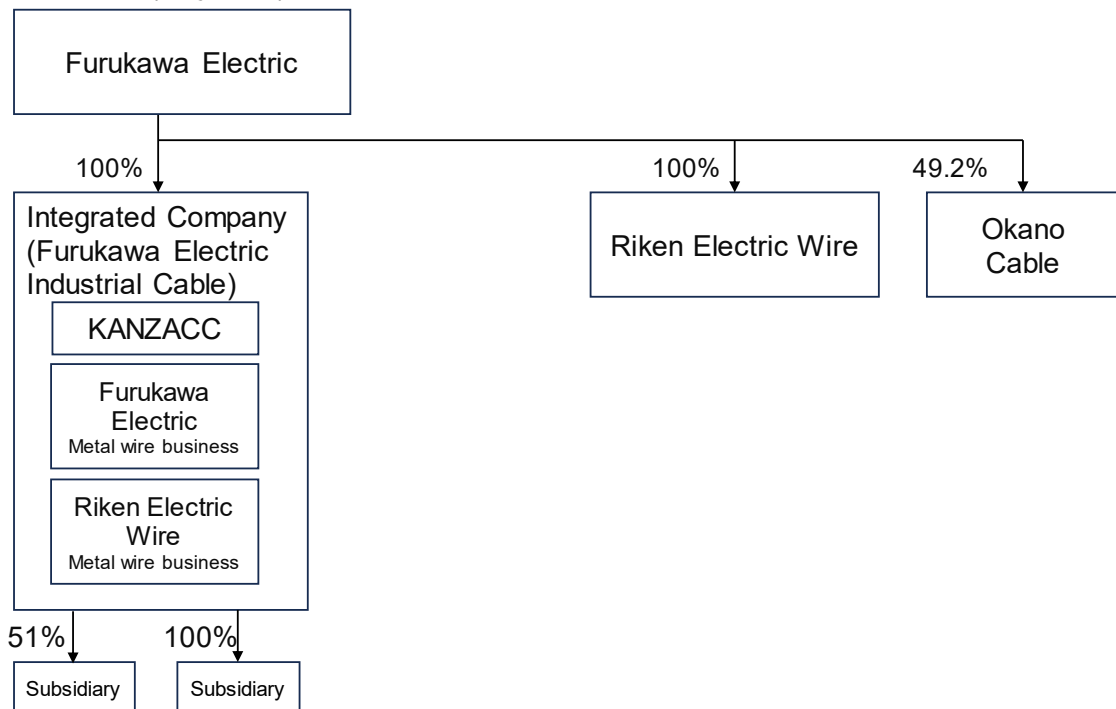 Furukawa Electric
100%
100%
49.2%
Integrated Company
(Furukawa Electric
Industrial Cable)
KANZACC
Furukawa
Electric
Metal wire business
Riken Electric
Wire
Metal wire business
Riken Electric Wire
Okano
Cable
51%
100%
Subsidiary
Subsidiary